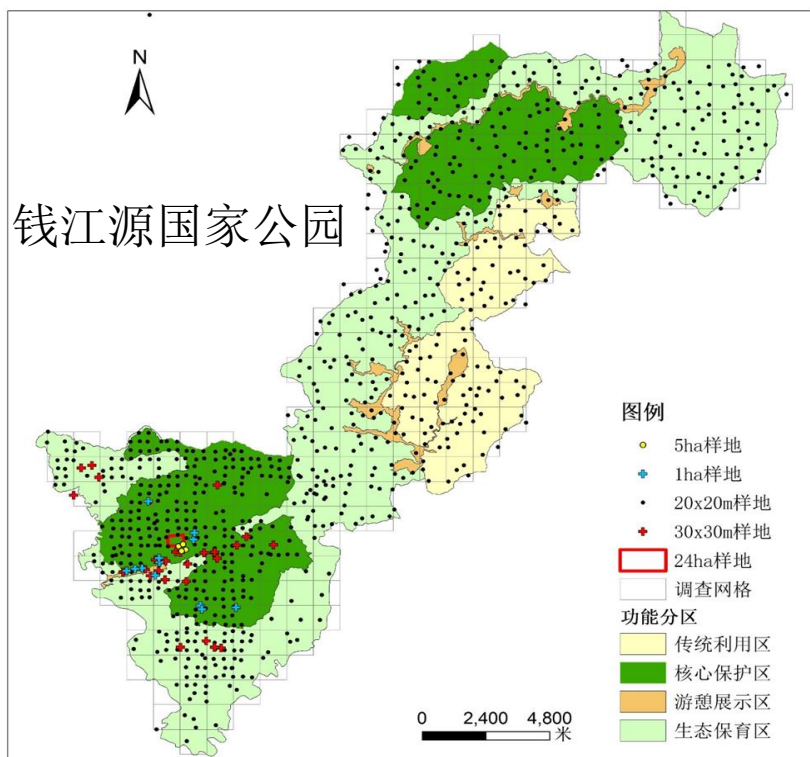 N
钱江源国家公园
图例
5ha样地
1ha样地
20x20m样地
30x30m样地
24ha样地
调查网格
功能分区
传统利用区
核心保护区
游憩展示区
生态保育区
0 2,400 4,800
米